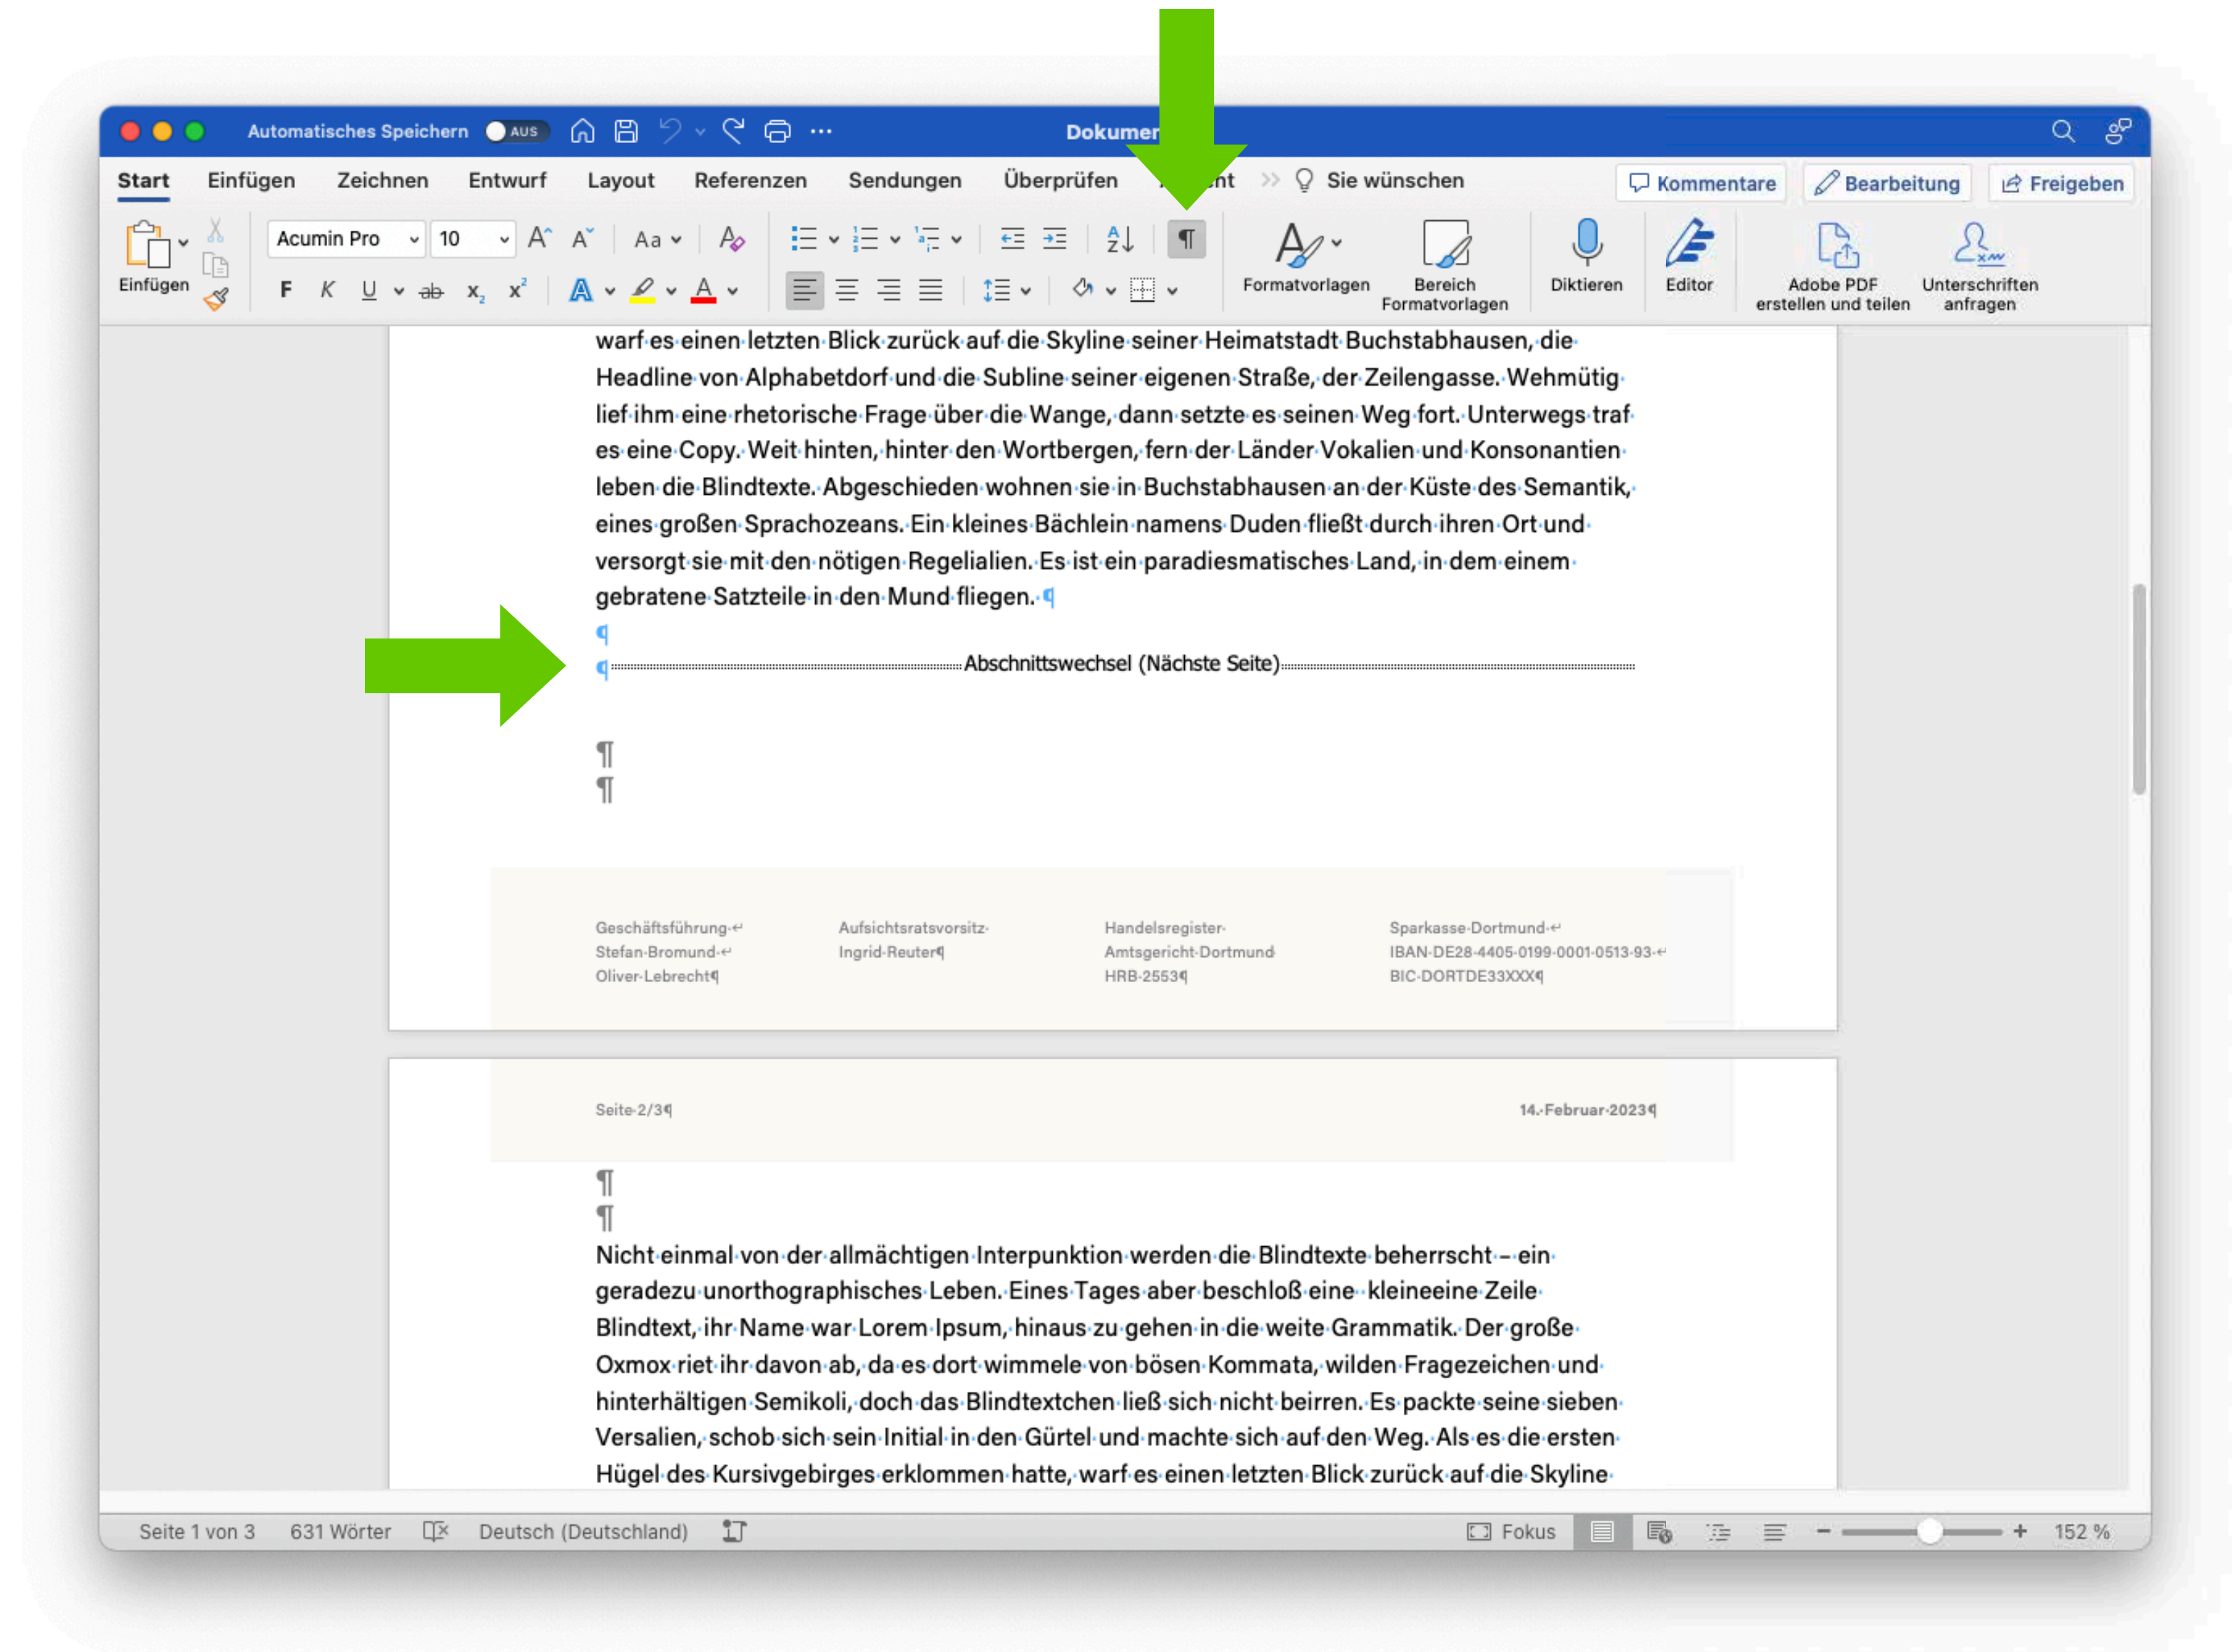 Automatisches Speichern AUS Dokumen
Start Einfügen Zeichnen Entwurf Layout Referenzen Sendungen Überprüfen Sie wünschen Kommentare Bearbeitung Freigeben
Acumin Pro 10
Einfügen
F K U ab x₂ x² A A
Formatvorlagen Bereich Formatvorlagen Diktieren Editor Adobe PDF erstellen und teilen Unterschriften anfragen
warf·es·einen·letzten·Blick·zurück·auf·die·Skyline·seiner·Heimatstadt·Buchstabhausen,·die·
Headline·von·Alphabetdorf·und·die·Subline·seiner·eigenen·Straße,·der·Zeilengasse.·Wehmütig·
lief·ihm·eine·rhetorische·Frage·über·die·Wange,·dann·setzte·es·seinen·Weg·fort.·Unterwegs·traf·
es·eine·Copy.·Weit·hinten,·hinter·den·Wortbergen,·fern·der·Länder·Vokalien·und·Konsonantien·
leben·die·Blindtexte.·Abgeschieden·wohnen·sie·in·Buchstabhausen·an·der·Küste·des·Semantik,·
eines·großen·Sprachozeans.·Ein·kleines·Bächlein·namens·Duden·fließt·durch·ihren·Ort·und·
versorgt·sie·mit·den·nötigen·Regelialien.·Es·ist·ein·paradiesmatisches·Land,·in·dem·einem·
gebratene·Satzteile·in·den·Mund·fliegen.·¶
¶
¶ Abschnittswechsel (Nächste Seite)
¶
¶
Geschäftsführung·↵ Aufsichtsratsvorsitz· Handelsregister· Sparkasse·Dortmund·↵
Stefan·Bromund·↵ Ingrid·Reuter¶ Amtsgericht·Dortmund· IBAN·DE28·4405·0199·0001·0513·93·↵
Oliver·Lebrecht¶ HRB·2553¶ BIC·DORTDE33XXX¶
Seite·2/3¶ 14.·Februar·2023¶
¶
¶
Nicht·einmal·von·der·allmächtigen·Interpunktion·werden·die·Blindtexte·beherrscht·–·ein·
geradezu·unorthographisches·Leben.·Eines·Tages·aber·beschloß·eine··kleineeine·Zeile·
Blindtext,·ihr·Name·war·Lorem·Ipsum,·hinaus·zu·gehen·in·die·weite·Grammatik.·Der·große·
Oxmox·riet·ihr·davon·ab,·da·es·dort·wimmele·von·bösen·Kommata,·wilden·Fragezeichen·und·
hinterhältigen·Semikoli,·doch·das·Blindtextchen·ließ·sich·nicht·beirren.·Es·packte·seine·sieben·
Versalien,·schob·sich·sein·Initial·in·den·Gürtel·und·machte·sich·auf·den·Weg.·Als·es·die·ersten·
Hügel·des·Kursivgebirges·erklommen·hatte,·warf·es·einen·letzten·Blick·zurück·auf·die·Skyline·
Seite 1 von 3 631 Wörter Deutsch (Deutschland) Fokus 152 %